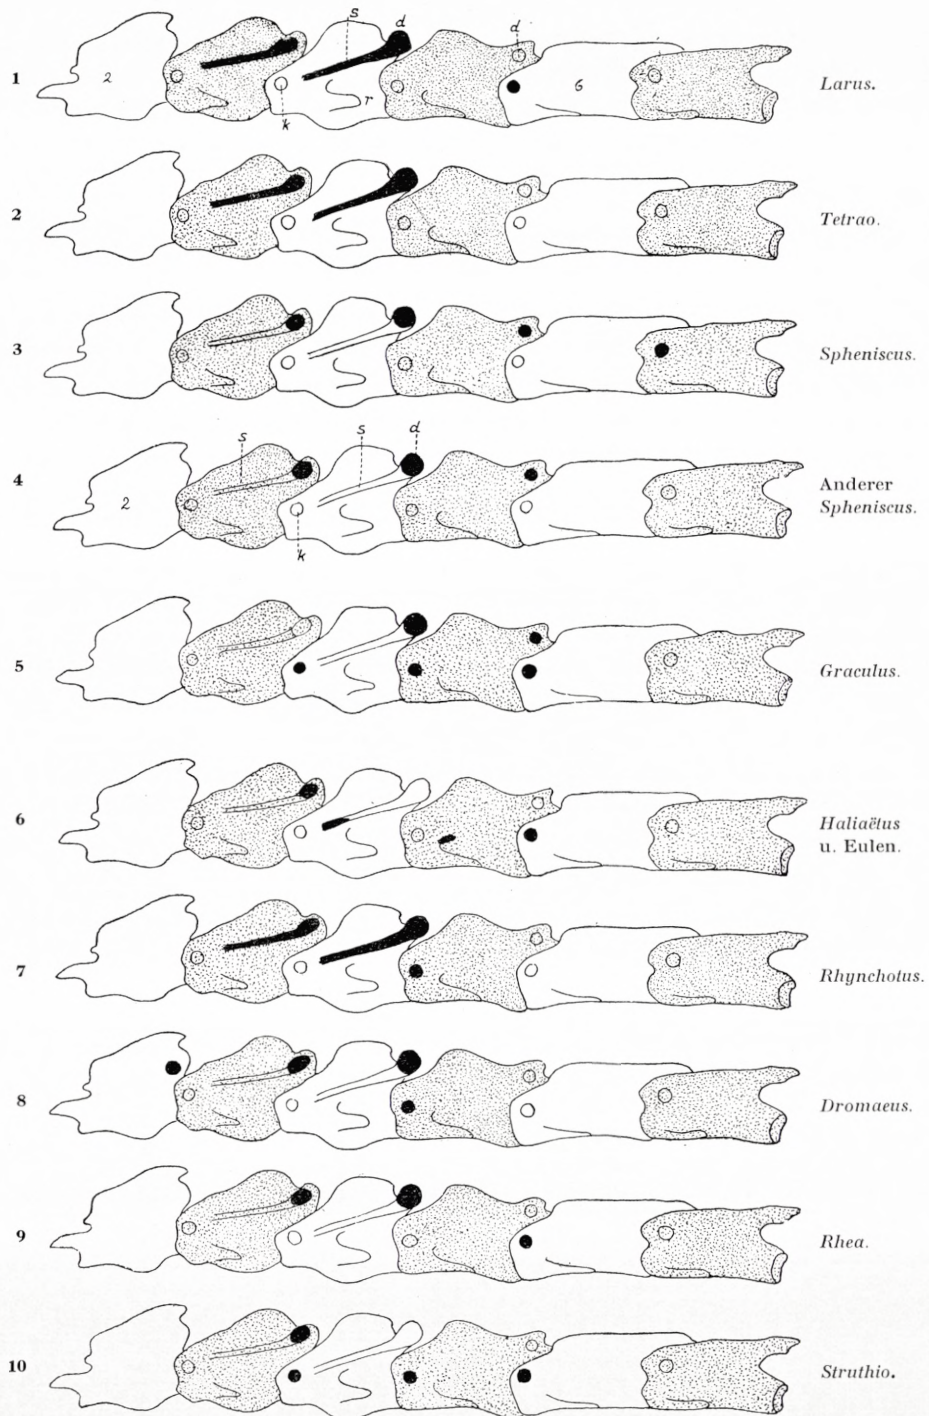 s d d
1 2 r 6 Larus.
k
2 Tetrao.
3 Spheniscus.
s s d
4 2 Anderer
Spheniscus.
k
5 Graculus.
6 Haliaëtus
u. Eulen.
7 Rhynchotus.
8 Dromaeus.
9 Rhea.
10 Struthio.